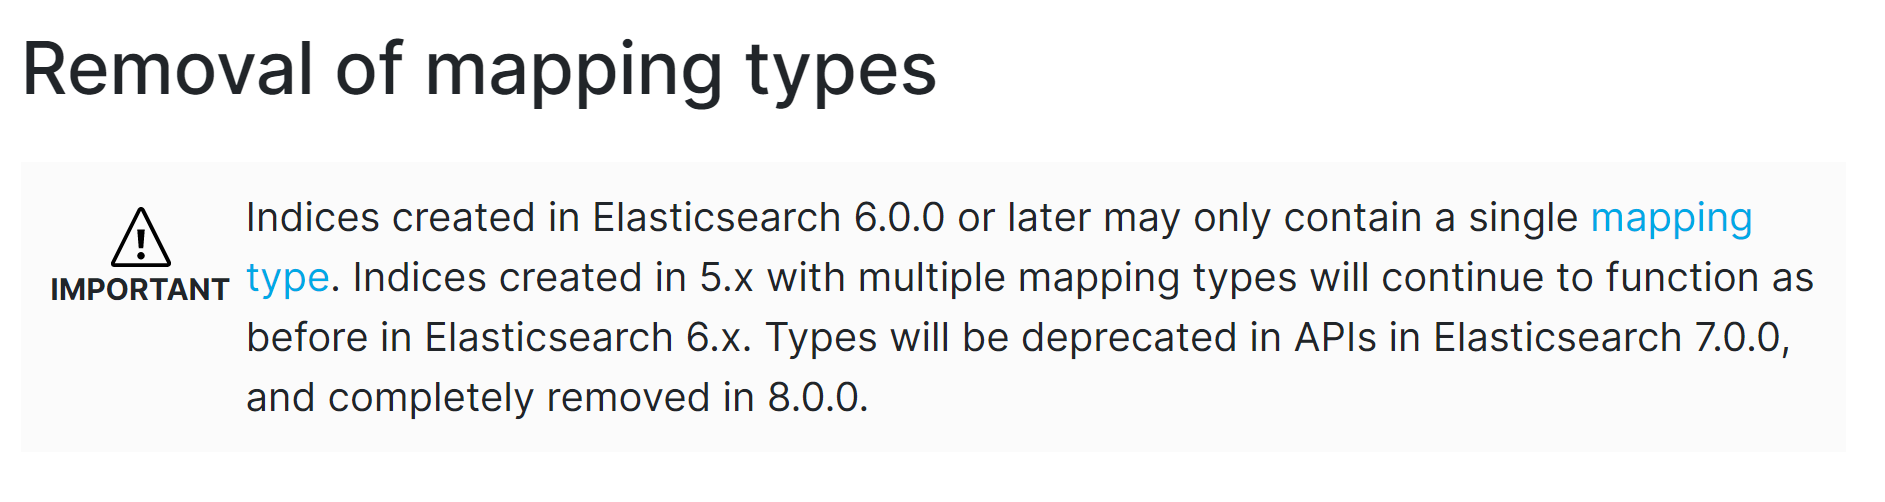 Removal of mapping types
Indices created in Elasticsearch 6.0.0 or later may only contain a single mapping
IMPORTANT type. Indices created in 5.x with multiple mapping types will continue to function as
before in Elasticsearch 6.x. Types will be deprecated in APIs in Elasticsearch 7.0.0,
and completely removed in 8.0.0.